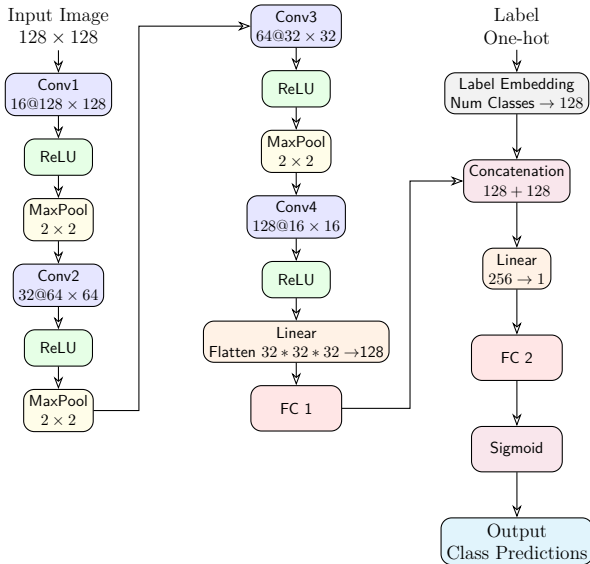 Input Image
128 × 128
Conv1
16@128 × 128
ReLU
MaxPool
2 × 2
Conv2
32@64 × 64
ReLU
MaxPool
2 × 2
Conv3
64@32 × 32
ReLU
MaxPool
2 × 2
Conv4
128@16 × 16
ReLU
Linear
Flatten 32 * 32 * 32 →128
FC 1
Label
One-hot
Label Embedding
Num Classes → 128
Concatenation
128 + 128
Linear
256 → 1
FC 2
Sigmoid
Output
Class Predictions